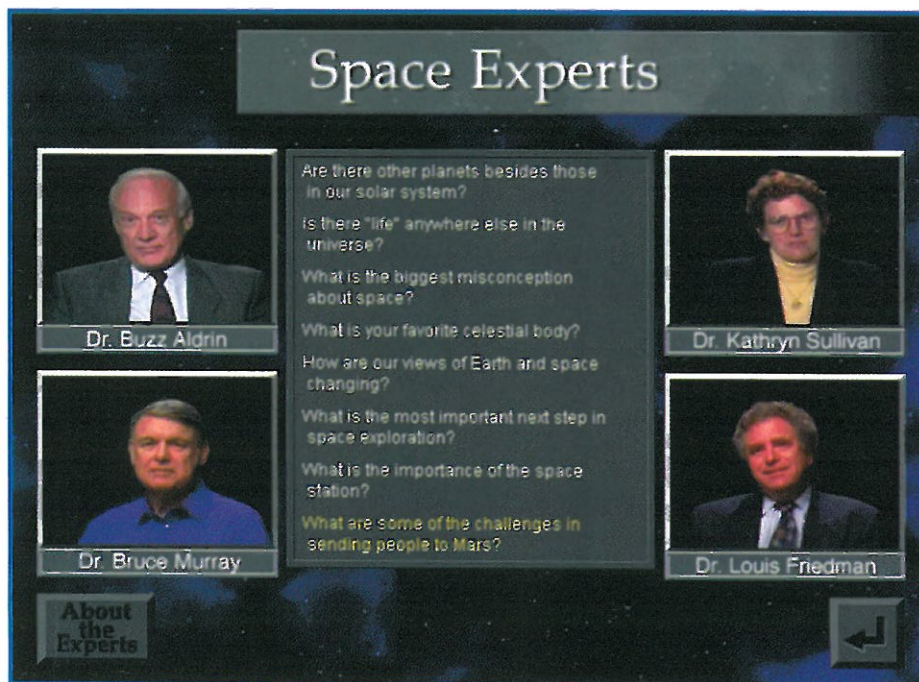 Space Experts
Dr. Buzz Aldrin
Dr. Bruce Murray
Are there other planets besides those
in our solar system?
Is there "life" anywhere else in the
universe?
What is the biggest misconception
about space?
What is your favorite celestial body?
How are our views of Earth and space
changing?
What is the most important next step in
space exploration?
What is the importance of the space
station?
What are some of the challenges in
sending people to Mars?
Dr. Kathryn Sullivan
Dr. Louis Friedman
About
the
Experts